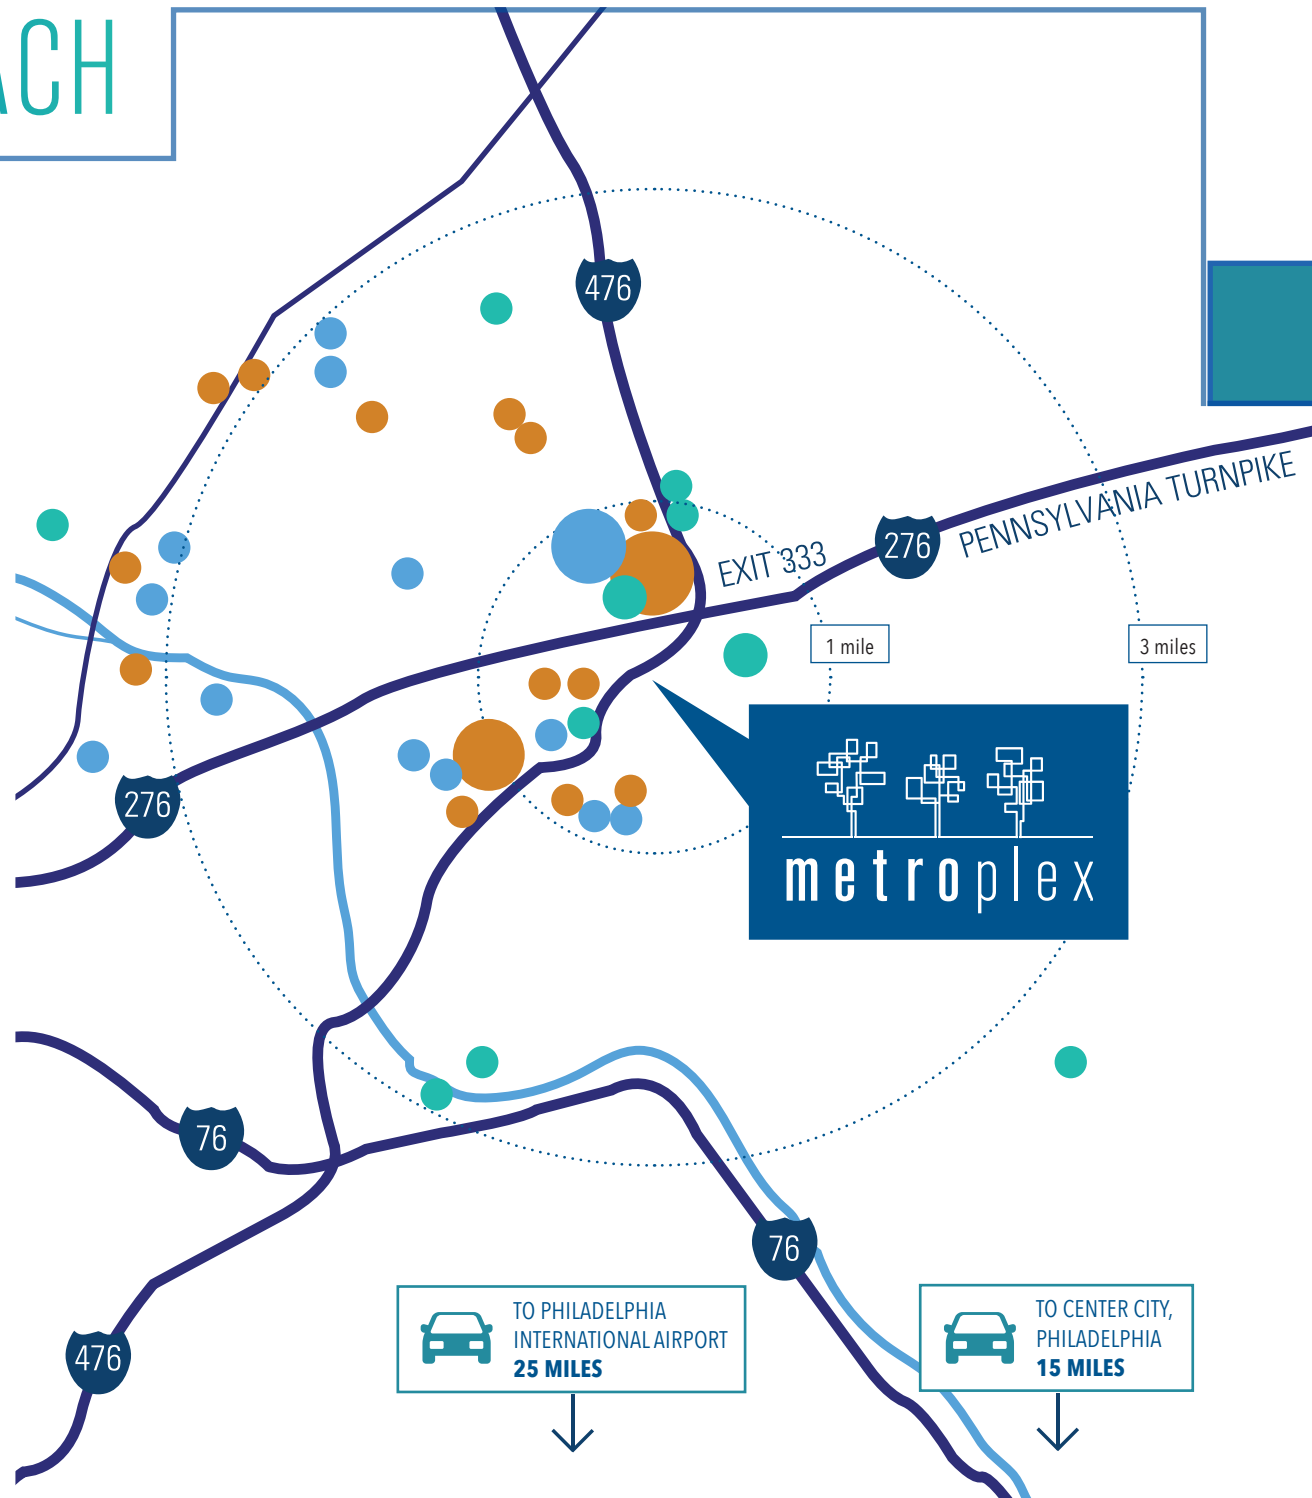 ACH
476
PENNSYLVANIA TURNPIKE
276
EXIT 333
1 mile
3 miles
276
metroplex
76
76
476
TO PHILADELPHIA
INTERNATIONAL AIRPORT
25 MILES
TO CENTER CITY,
PHILADELPHIA
15 MILES